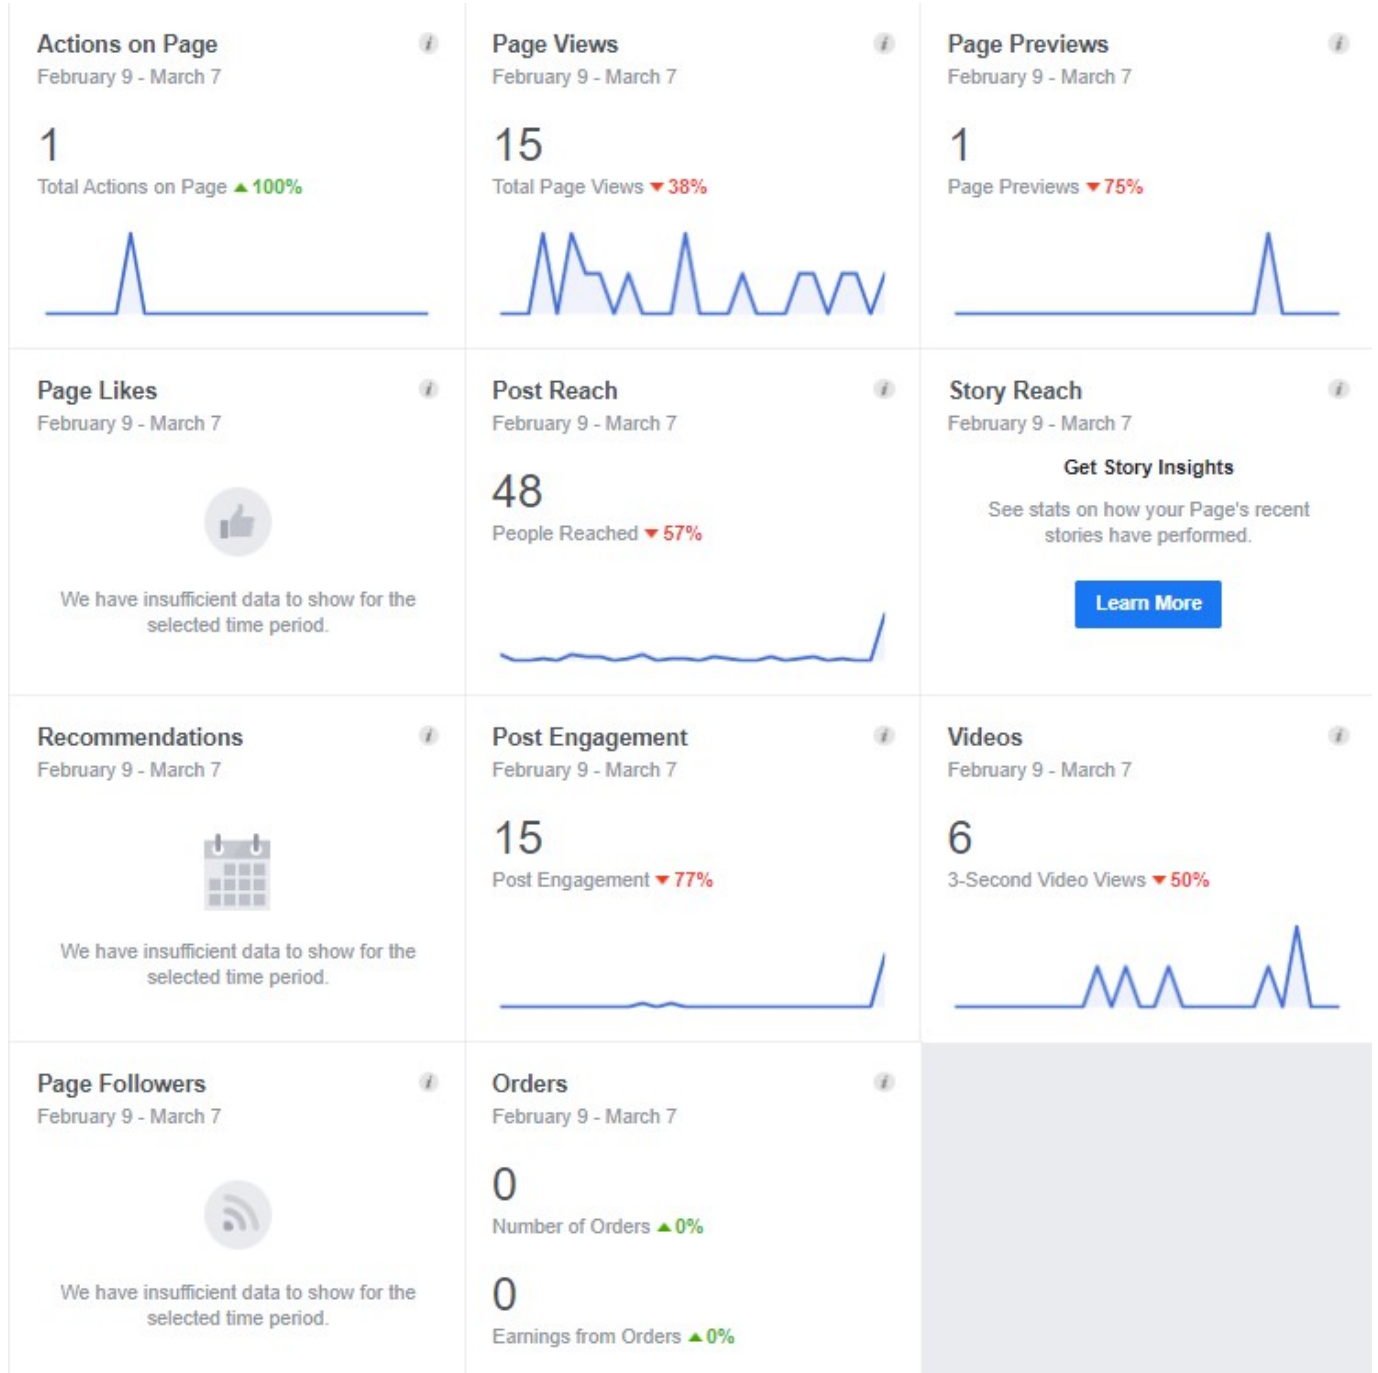 Actions on Page
February 9 - March 7
1
Total Actions on Page ▲ 100%
Page Views
February 9 - March 7
15
Total Page Views ▼ 38%
Page Previews
February 9 - March 7
1
Page Previews ▼ 75%
Page Likes
February 9 - March 7
We have insufficient data to show for the
selected time period.
Post Reach
February 9 - March 7
48
People Reached ▼ 57%
Story Reach
February 9 - March 7
Get Story Insights
See stats on how your Page's recent
stories have performed.
Learn More
Recommendations
February 9 - March 7
We have insufficient data to show for the
selected time period.
Post Engagement
February 9 - March 7
15
Post Engagement ▼ 77%
Videos
February 9 - March 7
6
3-Second Video Views ▼ 50%
Page Followers
February 9 - March 7
We have insufficient data to show for the
selected time period.
Orders
February 9 - March 7
0
Number of Orders ▲ 0%
0
Earnings from Orders ▲ 0%